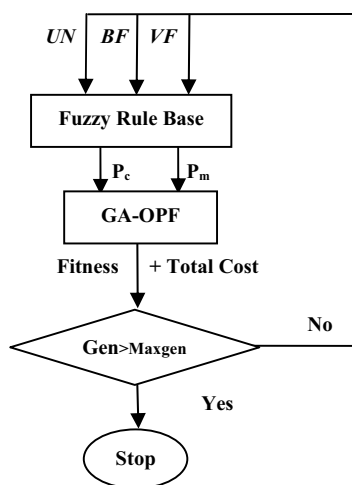 UN BF VF
Fuzzy Rule Base
Pc Pm
GA-OPF
Fitness + Total Cost
Gen>Maxgen
No
Yes
Stop